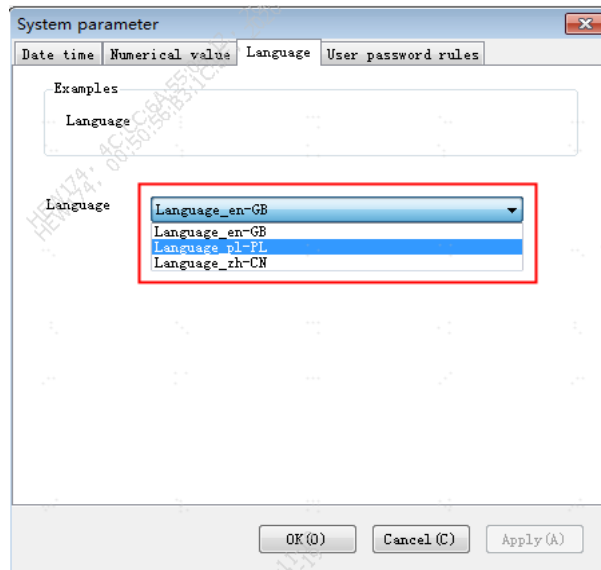 System parameter
Date time Numerical value Language User password rules
Examples
Language
Language Language_en-GB
Language_en-GB
Language_pl-PL
Language_zh-CN
OK(O) Cancel(C) Apply(A)